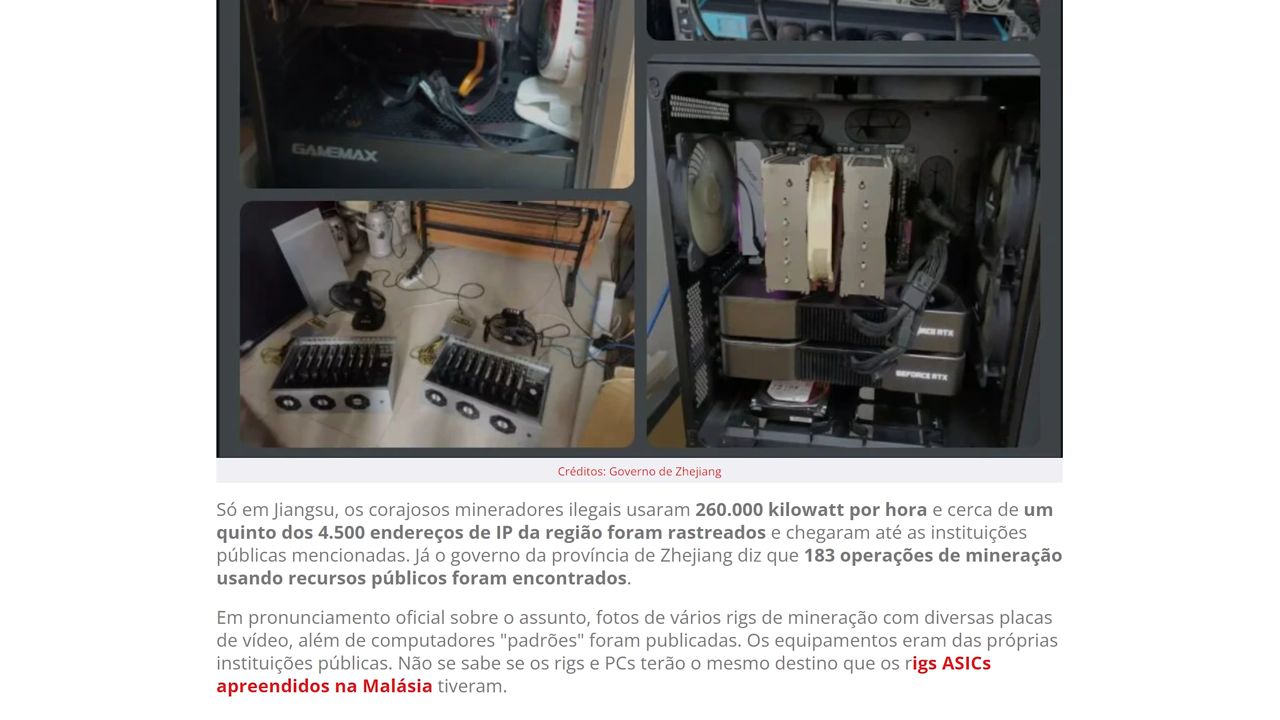 GAMEMAX
GEFORCE RTX
Créditos: Governo de Zhejiang
Só em Jiangsu, os corajosos mineradores ilegais usaram 260.000 kilowatt por hora e cerca de um
quinto dos 4.500 endereços de IP da região foram rastreados e chegaram até as instituições
públicas mencionadas. Já o governo da província de Zhejiang diz que 183 operações de mineração
usando recursos públicos foram encontrados.
Em pronunciamento oficial sobre o assunto, fotos de vários rigs de mineração com diversas placas
de vídeo, além de computadores "padrões" foram publicadas. Os equipamentos eram das próprias
instituições públicas. Não se sabe se os rigs e PCs terão o mesmo destino que os rigs ASICs
apreendidos na Malásia tiveram.